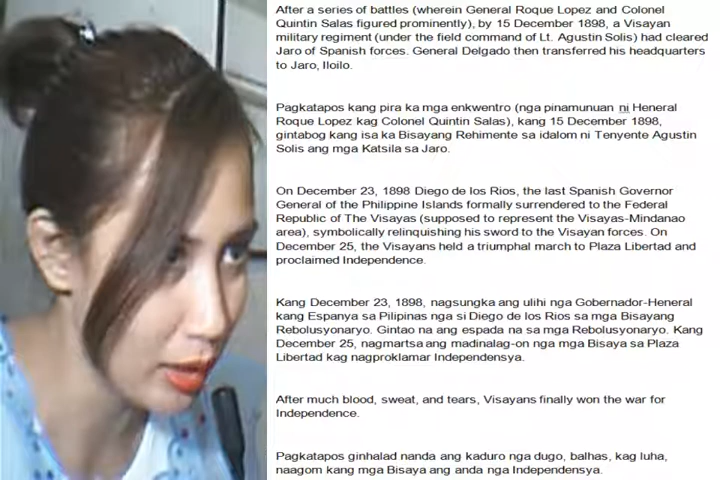 After a series of battles (wherein General Roque Lopez and Colonel
Quintin Salas figured prominently), by 15 December 1898, a Visayan
military regiment (under the field command of Lt. Agustin Solis) had cleared
Jaro of Spanish forces. General Delgado then transferred his headquarters
to Jaro, Iloilo.
Pagkatapos kang pira ka mga enkwentro (nga pinamunuan ni Heneral
Roque Lopez kag Colonel Quintin Salas), kang 15 December 1898,
gintabog kang isa ka Bisayang Rehimente sa idalom ni Tenyente Agustin
Solis ang mga Katsila sa Jaro.
On December 23, 1898 Diego de los Rios, the last Spanish Governor
General of the Philippine Islands formally surrendered to the Federal
Republic of The Visayas (supposed to represent the Visayas-Mindanao
area), symbolically relinquishing his sword to the Visayan forces. On
December 25, the Visayans held a triumphal march to Plaza Libertad and
proclaimed Independence.
Kang December 23, 1898, nagsungka ang ulihi nga Gobernador-Heneral
kang Espanya sa Pilipinas nga si Diego de los Rios sa mga Bisayang
Rebolusyonaryo. Gintao na ang espada na sa mga Rebolusyonaryo. Kang
December 25, nagmartsa ang madinalag-on nga mga Bisaya sa Plaza
Libertad kag nagproklamar Independensya.
After much blood, sweat, and tears, Visayans finally won the war for
Independence.
Pagkatapos ginhalad nanda ang kaduro nga dugo, balhas, kag luha,
naagom kang mga Bisaya ang anda nga Independensya.